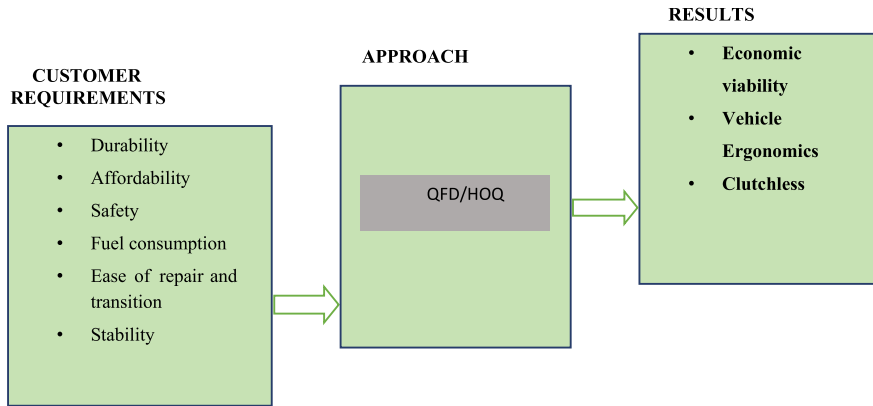 CUSTOMER
REQUIREMENTS
• Durability
• Affordability
• Safety
• Fuel consumption
• Ease of repair and
transition
• Stability
APPROACH
QFD/HOQ
RESULTS
• Economic
viability
• Vehicle
Ergonomics
• Clutchless